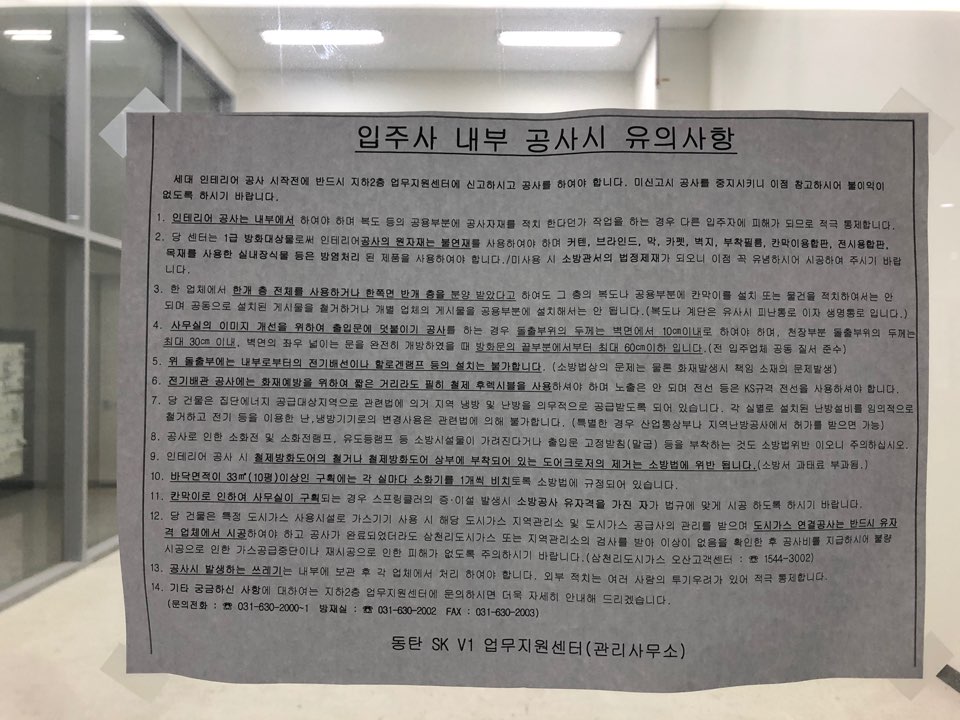 입주사 내부 공사시 유의사항
세대 인테리어 공사 시작전에 반드시 지하2층 업무지원센터에 신고하시고 공사를 하여야 합니다. 미신고시 공사를 중지시키니 이점 참고하시어 불이익이
없도록 하시기 바랍니다.
1. 인테리어 공사는 내부에서 하여야 하며 복도 등의 공용부분에 공사자재를 적치 한다던가 작업을 하는 경우 다른 입주자에 피해가 되므로 적극 통제합니다.
2. 당 센터는 1급 방화대상물로써 인테리어공사의 원자재는 불연재를 사용하여야 하며 커텐, 브라인드, 막, 카펫, 벽지, 부착필름, 칸막이용합판, 전시용합판,
목재를 사용한 실내장식물 등은 방염처리 된 제품을 사용하여야 합니다./미사용 시 소방관서의 법정제재가 되오니 이점 꼭 유념하시어 시공하여 주시기 바랍
니다.
3. 한 업체에서 한개 층 전체를 사용하거나 한쪽면 반개 층을 분양 받았다고 하여도 그 층의 복도나 공용부분에 칸막이를 설치 또는 물건을 적치하여서는 안
되며 공동으로 설치된 게시물을 철거하거나 개별 업체의 게시물을 공용부분에 설치해서는 안 됩니다.(복도나 계단은 유사시 피난통로 이자 생명통로 입니다.)
4. 사무실의 이미지 개선을 위하여 출입문에 덧붙이기 공사를 하는 경우 돌출부위의 두께는 벽면에서 10cm이내로 하여야 하며, 천장부분 돌출부위의 두께는
최대 30cm 이내, 벽면의 좌우 넓이는 문을 완전히 개방하였을 때 방화문의 끝부분에서부터 최대 60cm이하 입니다.(전 입주업체 공동 질서 준수)
5. 위 돌출부에는 내부로부터의 전기배선이나 할로겐램프 등의 설치는 불가합니다. (소방법상의 문제는 물론 화재발생시 책임 소재의 문제발생)
6. 전기배관 공사에는 화재예방을 위하여 짧은 거리라도 필히 철제 후렉시블을 사용하셔야 하며 노출은 안 되며 전선 등은 KS규격 전선을 사용하셔야 합니다.
7. 당 건물은 집단에너지 공급대상지역으로 관련법에 의거 지역 냉방 및 난방을 의무적으로 공급받도록 되어 있습니다. 각 실별로 설치된 난방설비를 임의적으로
철거하고 전기 등을 이용한 난,냉방기기로의 변경사용은 관련법에 의해 불가합니다. (특별한 경우 산업통상부나 지역난방공사에서 허가를 받으면 가능)
8. 공사로 인한 소화전 및 소화전램프, 유도등램프 등 소방시설물이 가려진다거나 출입문 고정받침(말굽) 등을 부착하는 것도 소방법위반 이오니 주의하십시오.
9. 인테리어 공사 시 철제방화도어의 철거나 철제방화도어 상부에 부착되어 있는 도어크로저의 제거는 소방법에 위반 됩니다.(소방서 과태료 부과됨.)
10. 바닥면적이 33㎡(10평)이상인 구획에는 각 실마다 소화기를 1개씩 비치토록 소방법에 규정되어 있습니다.
11. 칸막이로 인하여 사무실이 구획되는 경우 스프링클러의 증·이설 발생시 소방공사 유자격을 가진 자가 법규에 맞게 시공 하도록 하시기 바랍니다.
12. 당 건물은 특정 도시가스 사용시설로 가스기기 사용 시 해당 도시가스 지역관리소 및 도시가스 공급사의 관리를 받으며 도시가스 연결공사는 반드시 유자
격 업체에서 시공하여야 하고 공사가 완료되었더라도 삼천리도시가스 또는 지역관리소의 검사를 받아 이상이 없음을 확인한 후 공사비를 지급하시어 불량
시공으로 인한 가스공급중단이나 재시공으로 인한 피해가 없도록 주의하시기 바랍니다.(삼천리도시가스 오산고객센터 : ☏ 1544-3002)
13. 공사시 발생하는 쓰레기는 내부에 보관 후 각 업체에서 처리 하여야 합니다. 외부 적치는 여러 사람의 투기우려가 있어 적극 통제합니다.
14. 기타 궁금하신 사항에 대하여는 지하2층 업무지원센터에 문의하시면 더욱 자세히 안내해 드리겠습니다.
(문의전화 : ☏ 031-630-2000~1 방재실 : ☏ 031-630-2002 FAX : 031-630-2003)
동탄 SK V1 업무지원센터(관리사무소)